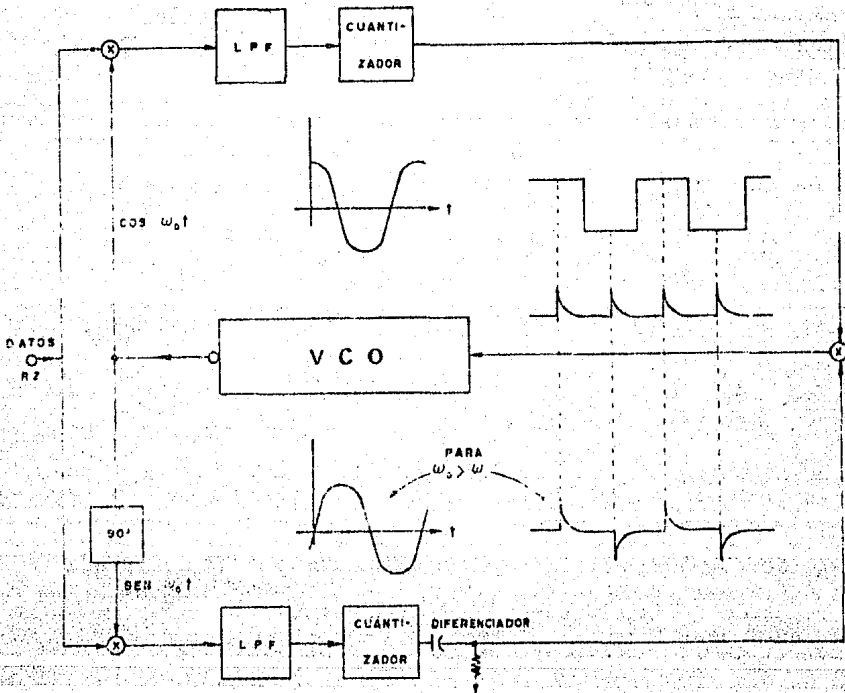 CUANTI-
ZADOR
L P F
X
t
COS ω₀t
DATOS
RZ
V C O
X
PARA
ω₀ > ω
t
90°
SEN ω₀t
X
L P F
CUANTI-
ZADOR
DIFERENCIADOR